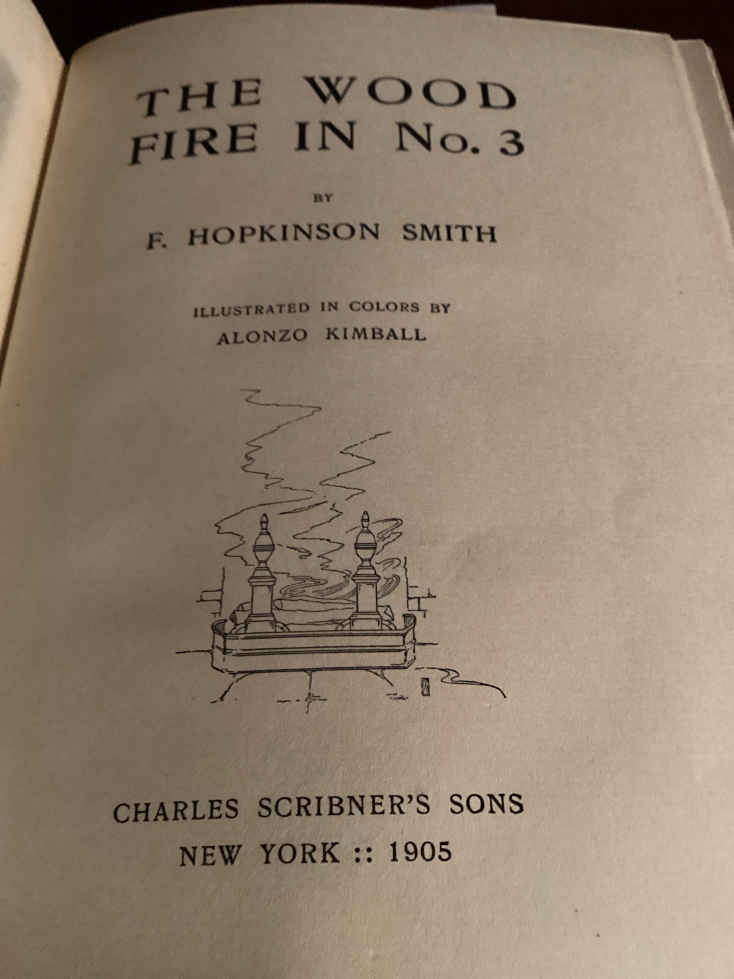 THE WOOD
FIRE IN No. 3
BY
F. HOPKINSON SMITH
ILLUSTRATED IN COLORS BY
ALONZO KIMBALL
CHARLES SCRIBNER'S SONS
NEW YORK :: 1905